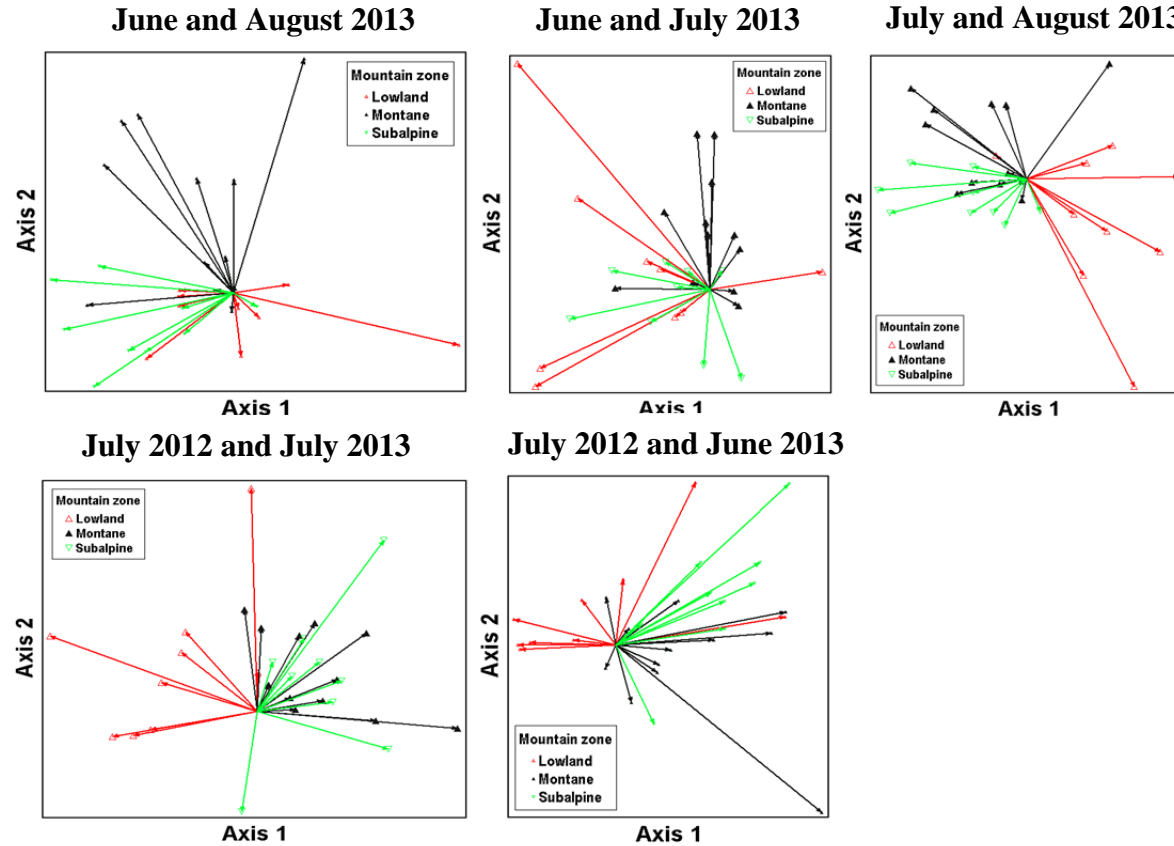 June and August 2013
Mountain zone
Lowland
Montane
Subalpine
Axis 2
Axis 1
June and July 2013
Mountain zone
Lowland
Montane
Subalpine
Axis 2
Axis 1
July and August 2013
Mountain zone
Lowland
Montane
Subalpine
Axis 2
Axis 1
July 2012 and July 2013
Mountain zone
Lowland
Montane
Subalpine
Axis 2
Axis 1
July 2012 and June 2013
Mountain zone
Lowland
Montane
Subalpine
Axis 2
Axis 1